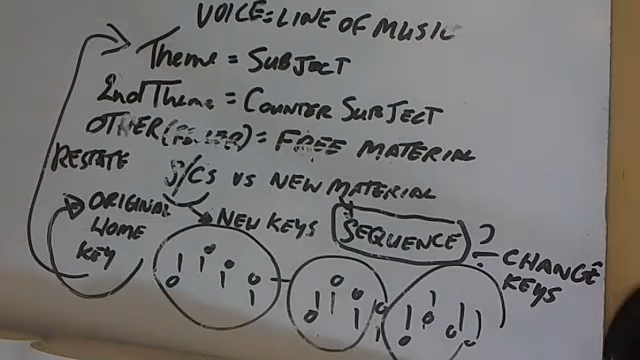 VOICE = LINE OF MUSIC
Theme = SUBJECT
2nd Theme = COUNTER SUBJECT
OTHER (FILLER) = FREE MATERIAL
RESTATE
S/CS VS NEW MATERIAL
ORIGINAL
HOME
KEY
NEW KEYS
SEQUENCE ?
CHANGE
KEYS